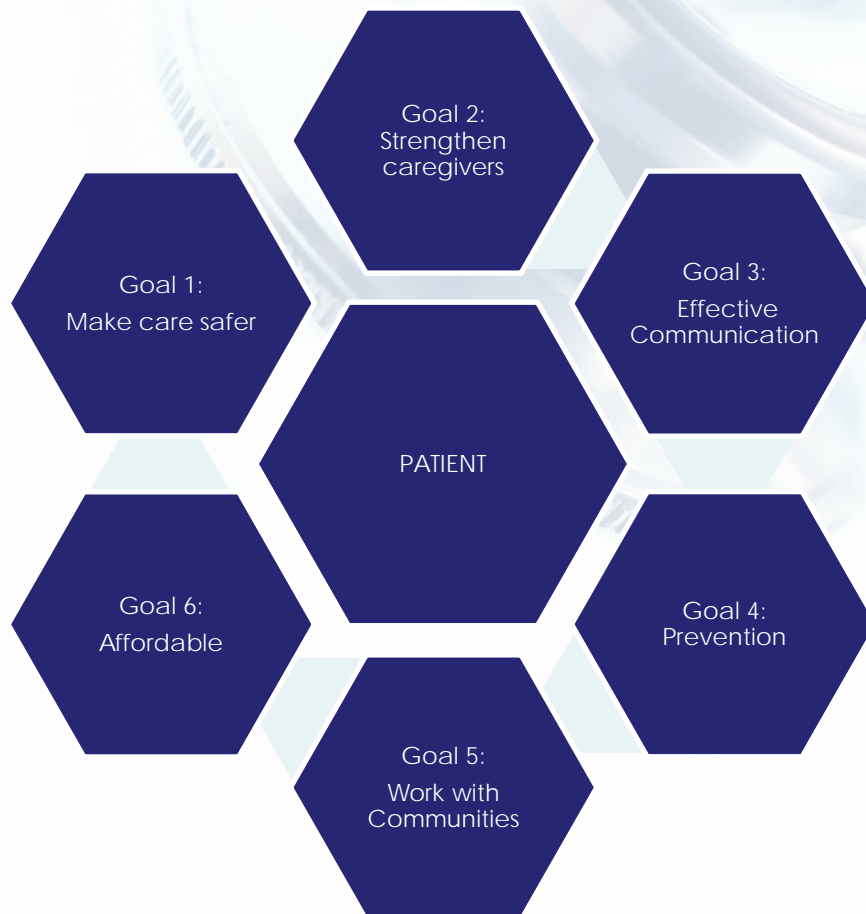 Goal 2:
Strengthen
caregivers
Goal 1:
Make care safer
Goal 3:
Effective
Communication
PATIENT
Goal 6:
Affordable
Goal 4:
Prevention
Goal 5:
Work with
Communities